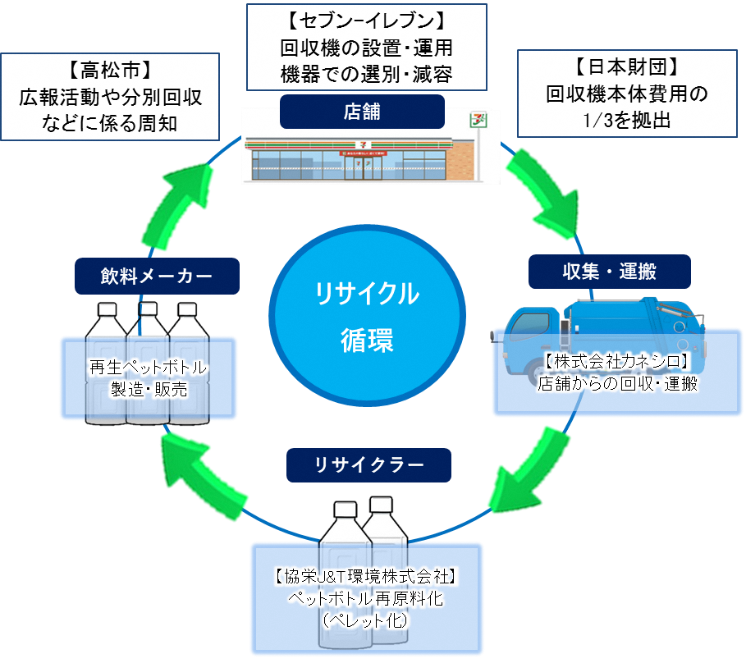 【セブン-イレブン】
回収機の設置・運用
機器での選別・減容
【高松市】
広報活動や分別回収
などに係る周知
【日本財団】
回収機本体費用の
1/3を拠出
店舗
収集・運搬
【株式会社カネシロ】
店舗からの回収・運搬
リサイクラー
【協栄J&T環境株式会社】
ペットボトル再原料化
(ペレット化)
飲料メーカー
再生ペットボトル
製造・販売
リサイクル
循環